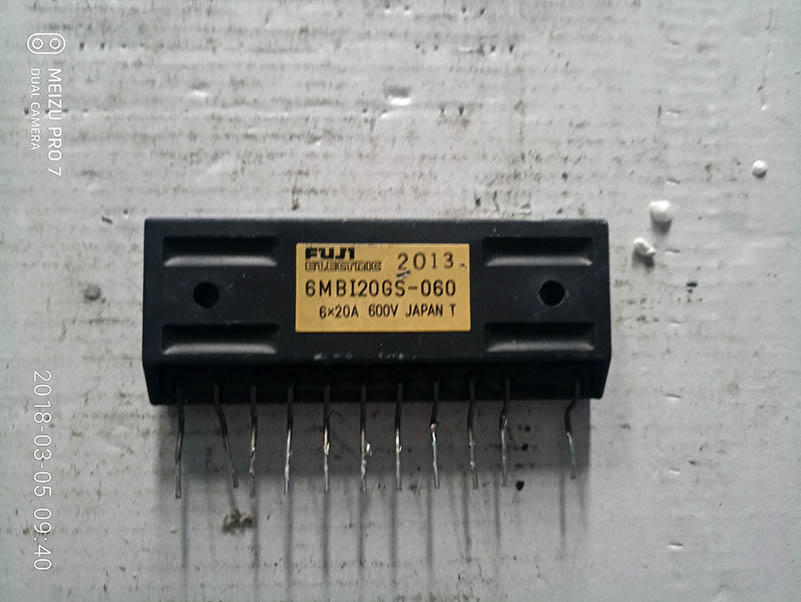 MEIZU PRO 7
DUAL CAMERA
FUJI
ELECTRIC 2013
6MBI20GS-060
6×20A 600V JAPAN T
2018-03-05 09:40